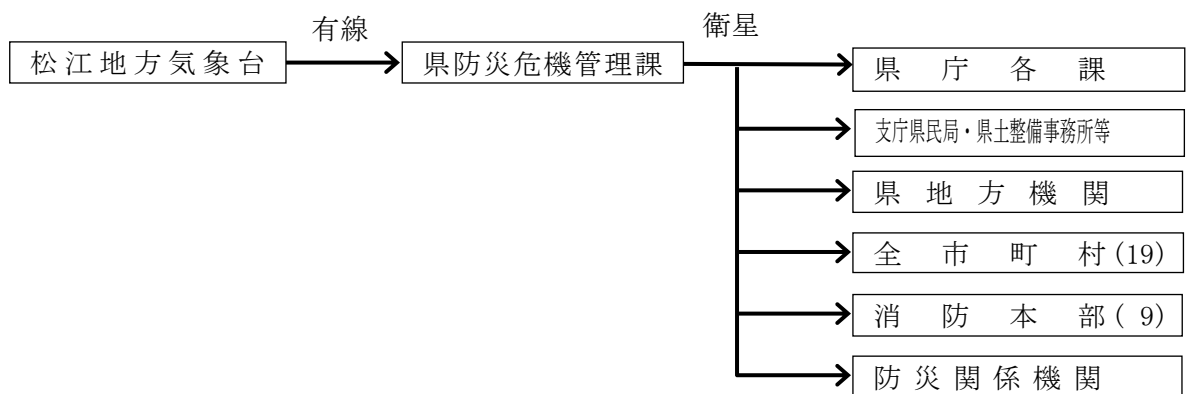 有線
衛星
松江地方気象台
県防災危機管理課
県庁各課
支庁県民局・県土整備事務所等
県地方機関
全市町村(19)
消防本部( 9)
防災関係機関